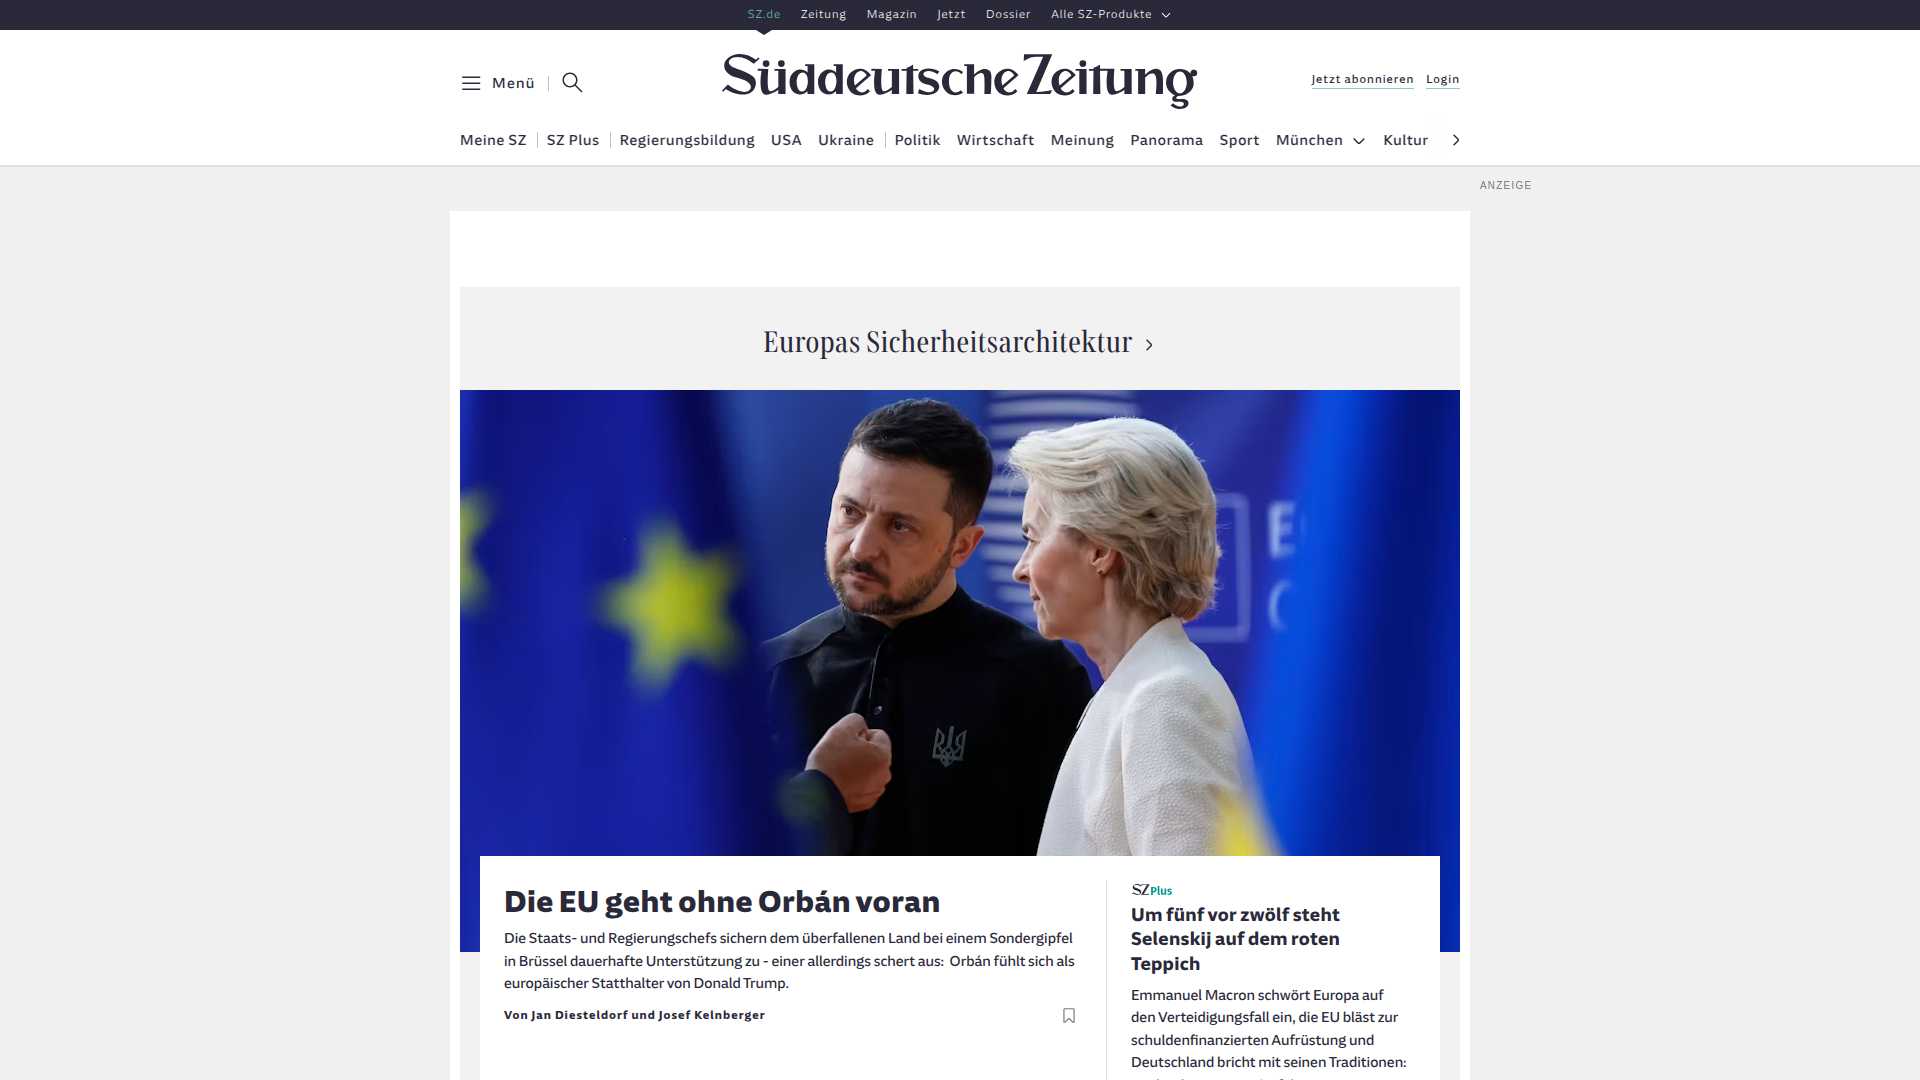 SZ.de Zeitung Magazin Jetzt Dossier Alle SZ-Produkte
Menü
Süddeutsche Zeitung
Jetzt abonnieren Login
Meine SZ SZ Plus Regierungsbildung USA Ukraine Politik Wirtschaft Meinung Panorama Sport München Kultur
ANZEIGE
Europas Sicherheitsarchitektur
Die EU geht ohne Orbán voran
Die Staats- und Regierungschefs sichern dem überfallenen Land bei einem Sondergipfel
in Brüssel dauerhafte Unterstützung zu - einer allerdings schert aus: Orbán fühlt sich als
europäischer Statthalter von Donald Trump.
Von Jan Diesteldorf und Josef Kelnberger
SZ Plus
Um fünf vor zwölf steht
Selenskij auf dem roten
Teppich
Emmanuel Macron schwört Europa auf
den Verteidigungsfall ein, die EU bläst zur
schuldenfinanzierten Aufrüstung und
Deutschland bricht mit seinen Traditionen: